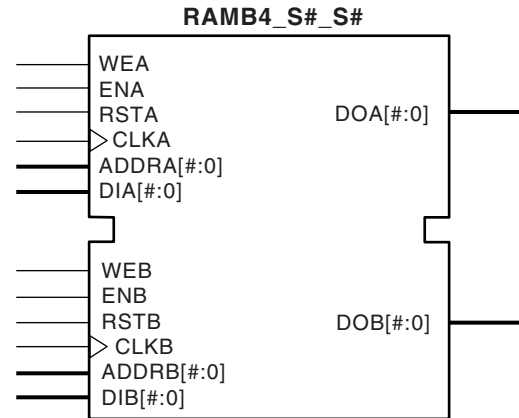 RAMB4_S#_S#
WEA
ENA
RSTA
CLKA
ADDRA[#:0]
DIA[#:0]
DOA[#:0]
WEB
ENB
RSTB
CLKB
ADDRB[#:0]
DIB[#:0]
DOB[#:0]